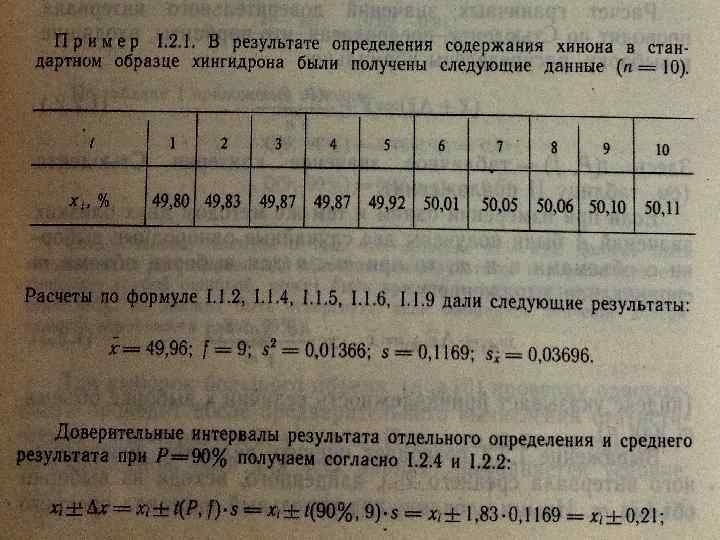 Пример I.2.1. В результате определения содержания хинона в стан-
дартном образце хингидрона были получены следующие данные (n = 10).
i 1 2 3 4 5 6 7 8 9 10
xᵢ, % 49,80 49,83 49,87 49,87 49,92 50,01 50,05 50,06 50,10 50,11
Расчеты по формуле I.1.2, I.1.4, I.1.5, I.1.6, I.1.9 дали следующие результаты:
x̄ = 49,96; f = 9; s² = 0,01366; s = 0,1169; sx̄ = 0,03696.
Доверительные интервалы результата отдельного определения и среднего
результата при P = 90% получаем согласно I.2.4 и I.2.2:
xᵢ ± Δx = xᵢ ± t(P, f)·s = xᵢ ± t(90%, 9)·s = xᵢ ± 1,83·0,1169 = xᵢ ± 0,21;